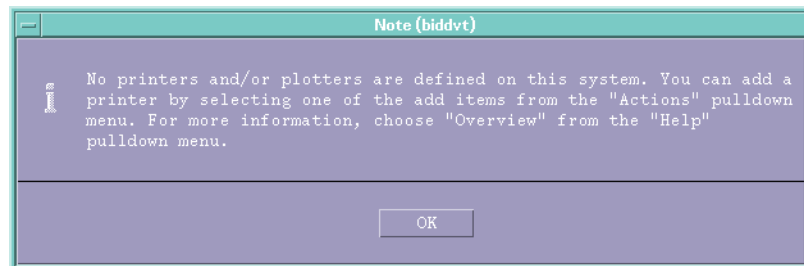 Note (biddvt)
No printers and/or plotters are defined on this system. You can add a
printer by selecting one of the add items from the "Actions" pulldown
menu. For more information, choose "Overview" from the "Help"
pulldown menu.
OK